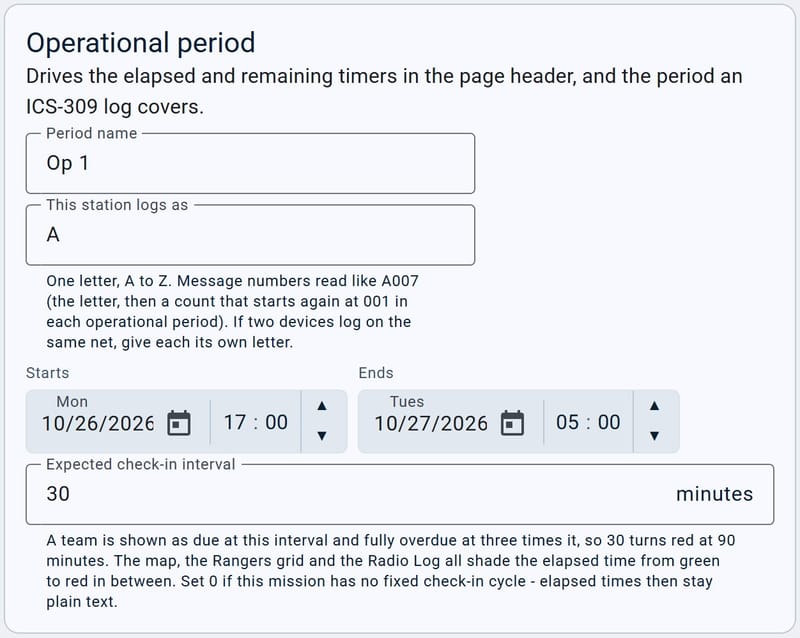 Operational period
Drives the elapsed and remaining timers in the page header, and the period an
ICS-309 log covers.
Period name
Op 1
This station logs as
A
One letter, A to Z. Message numbers read like A007
(the letter, then a count that starts again at 001 in
each operational period). If two devices log on the
same net, give each its own letter.
Starts
Ends
Mon
10/26/2026
17 : 00
Tues
10/27/2026
05 : 00
Expected check-in interval
30
minutes
A team is shown as due at this interval and fully overdue at three times it, so 30 turns red at 90
minutes. The map, the Rangers grid and the Radio Log all shade the elapsed time from green
to red in between. Set 0 if this mission has no fixed check-in cycle - elapsed times then stay
plain text.